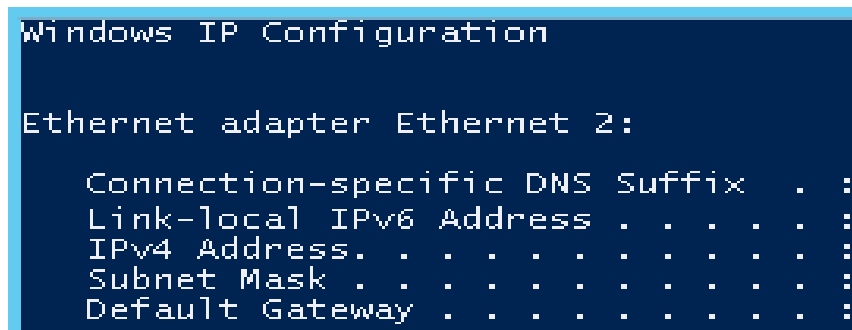 Windows IP Configuration
Ethernet adapter Ethernet 2:
Connection-specific DNS Suffix  . :
Link-local IPv6 Address . . . . . :
IPv4 Address. . . . . . . . . . . :
Subnet Mask . . . . . . . . . . . :
Default Gateway . . . . . . . . . :